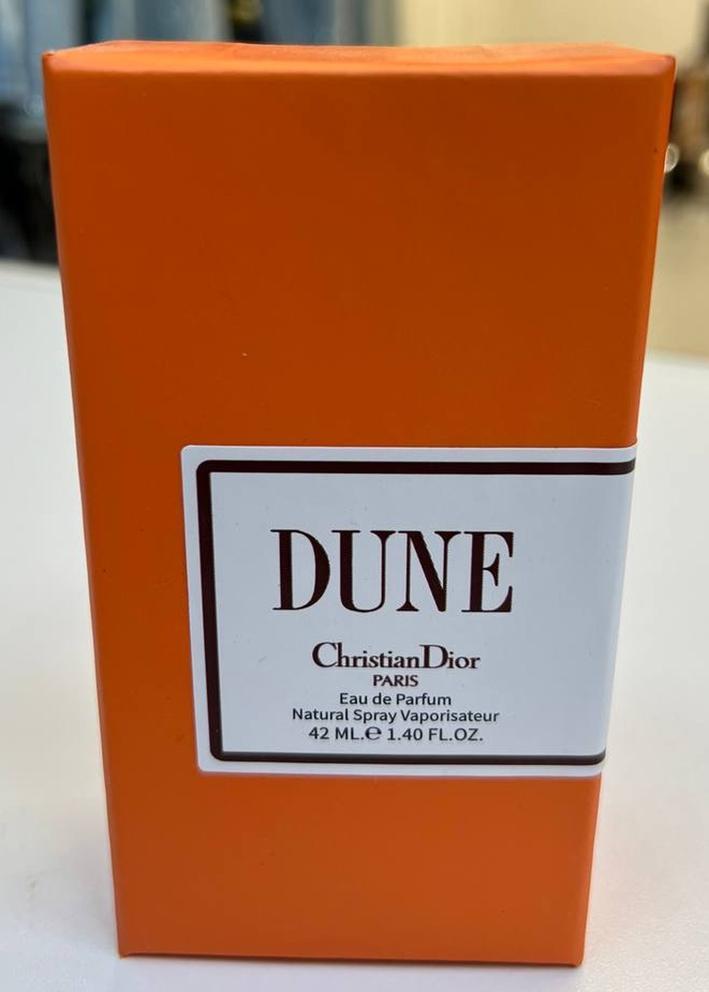 DUNE
ChristianDior
PARIS
Eau de Parfum
Natural Spray Vaporisateur
42 ML.℮ 1.40 FL.OZ.